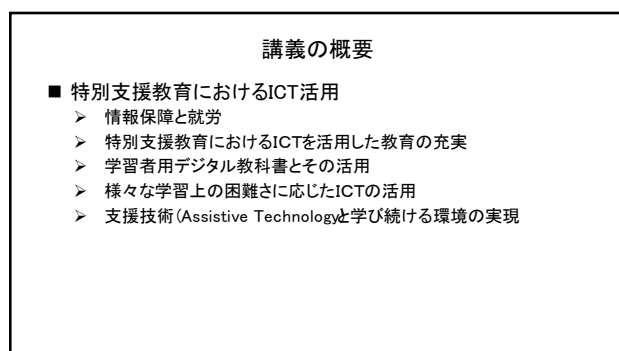 講義の概要
■ 特別支援教育におけるICT活用
➢ 情報保障と就労
➢ 特別支援教育におけるICTを活用した教育の充実
➢ 学習者用デジタル教科書とその活用
➢ 様々な学習上の困難さに応じたICTの活用
➢ 支援技術(Assistive Technology)と学び続ける環境の実現